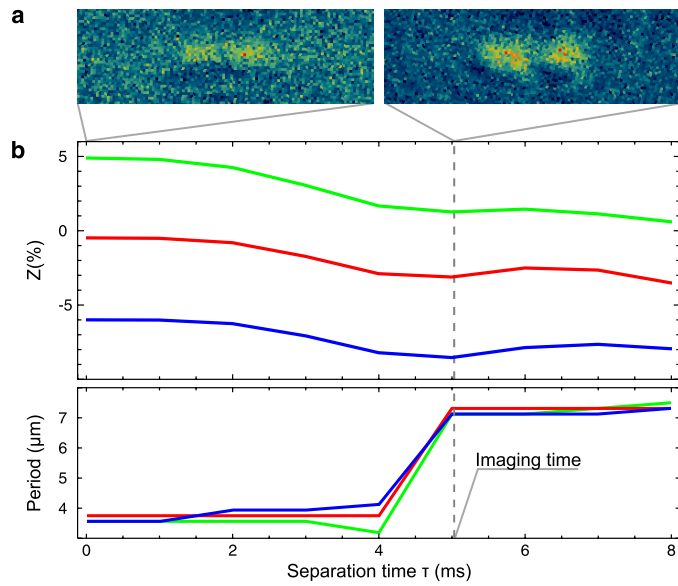 a
b
5
0
-5
Z(%)
7
6
5
4
Period (μm)
Imaging time
0 2 4 6 8
Separation time τ (ms)